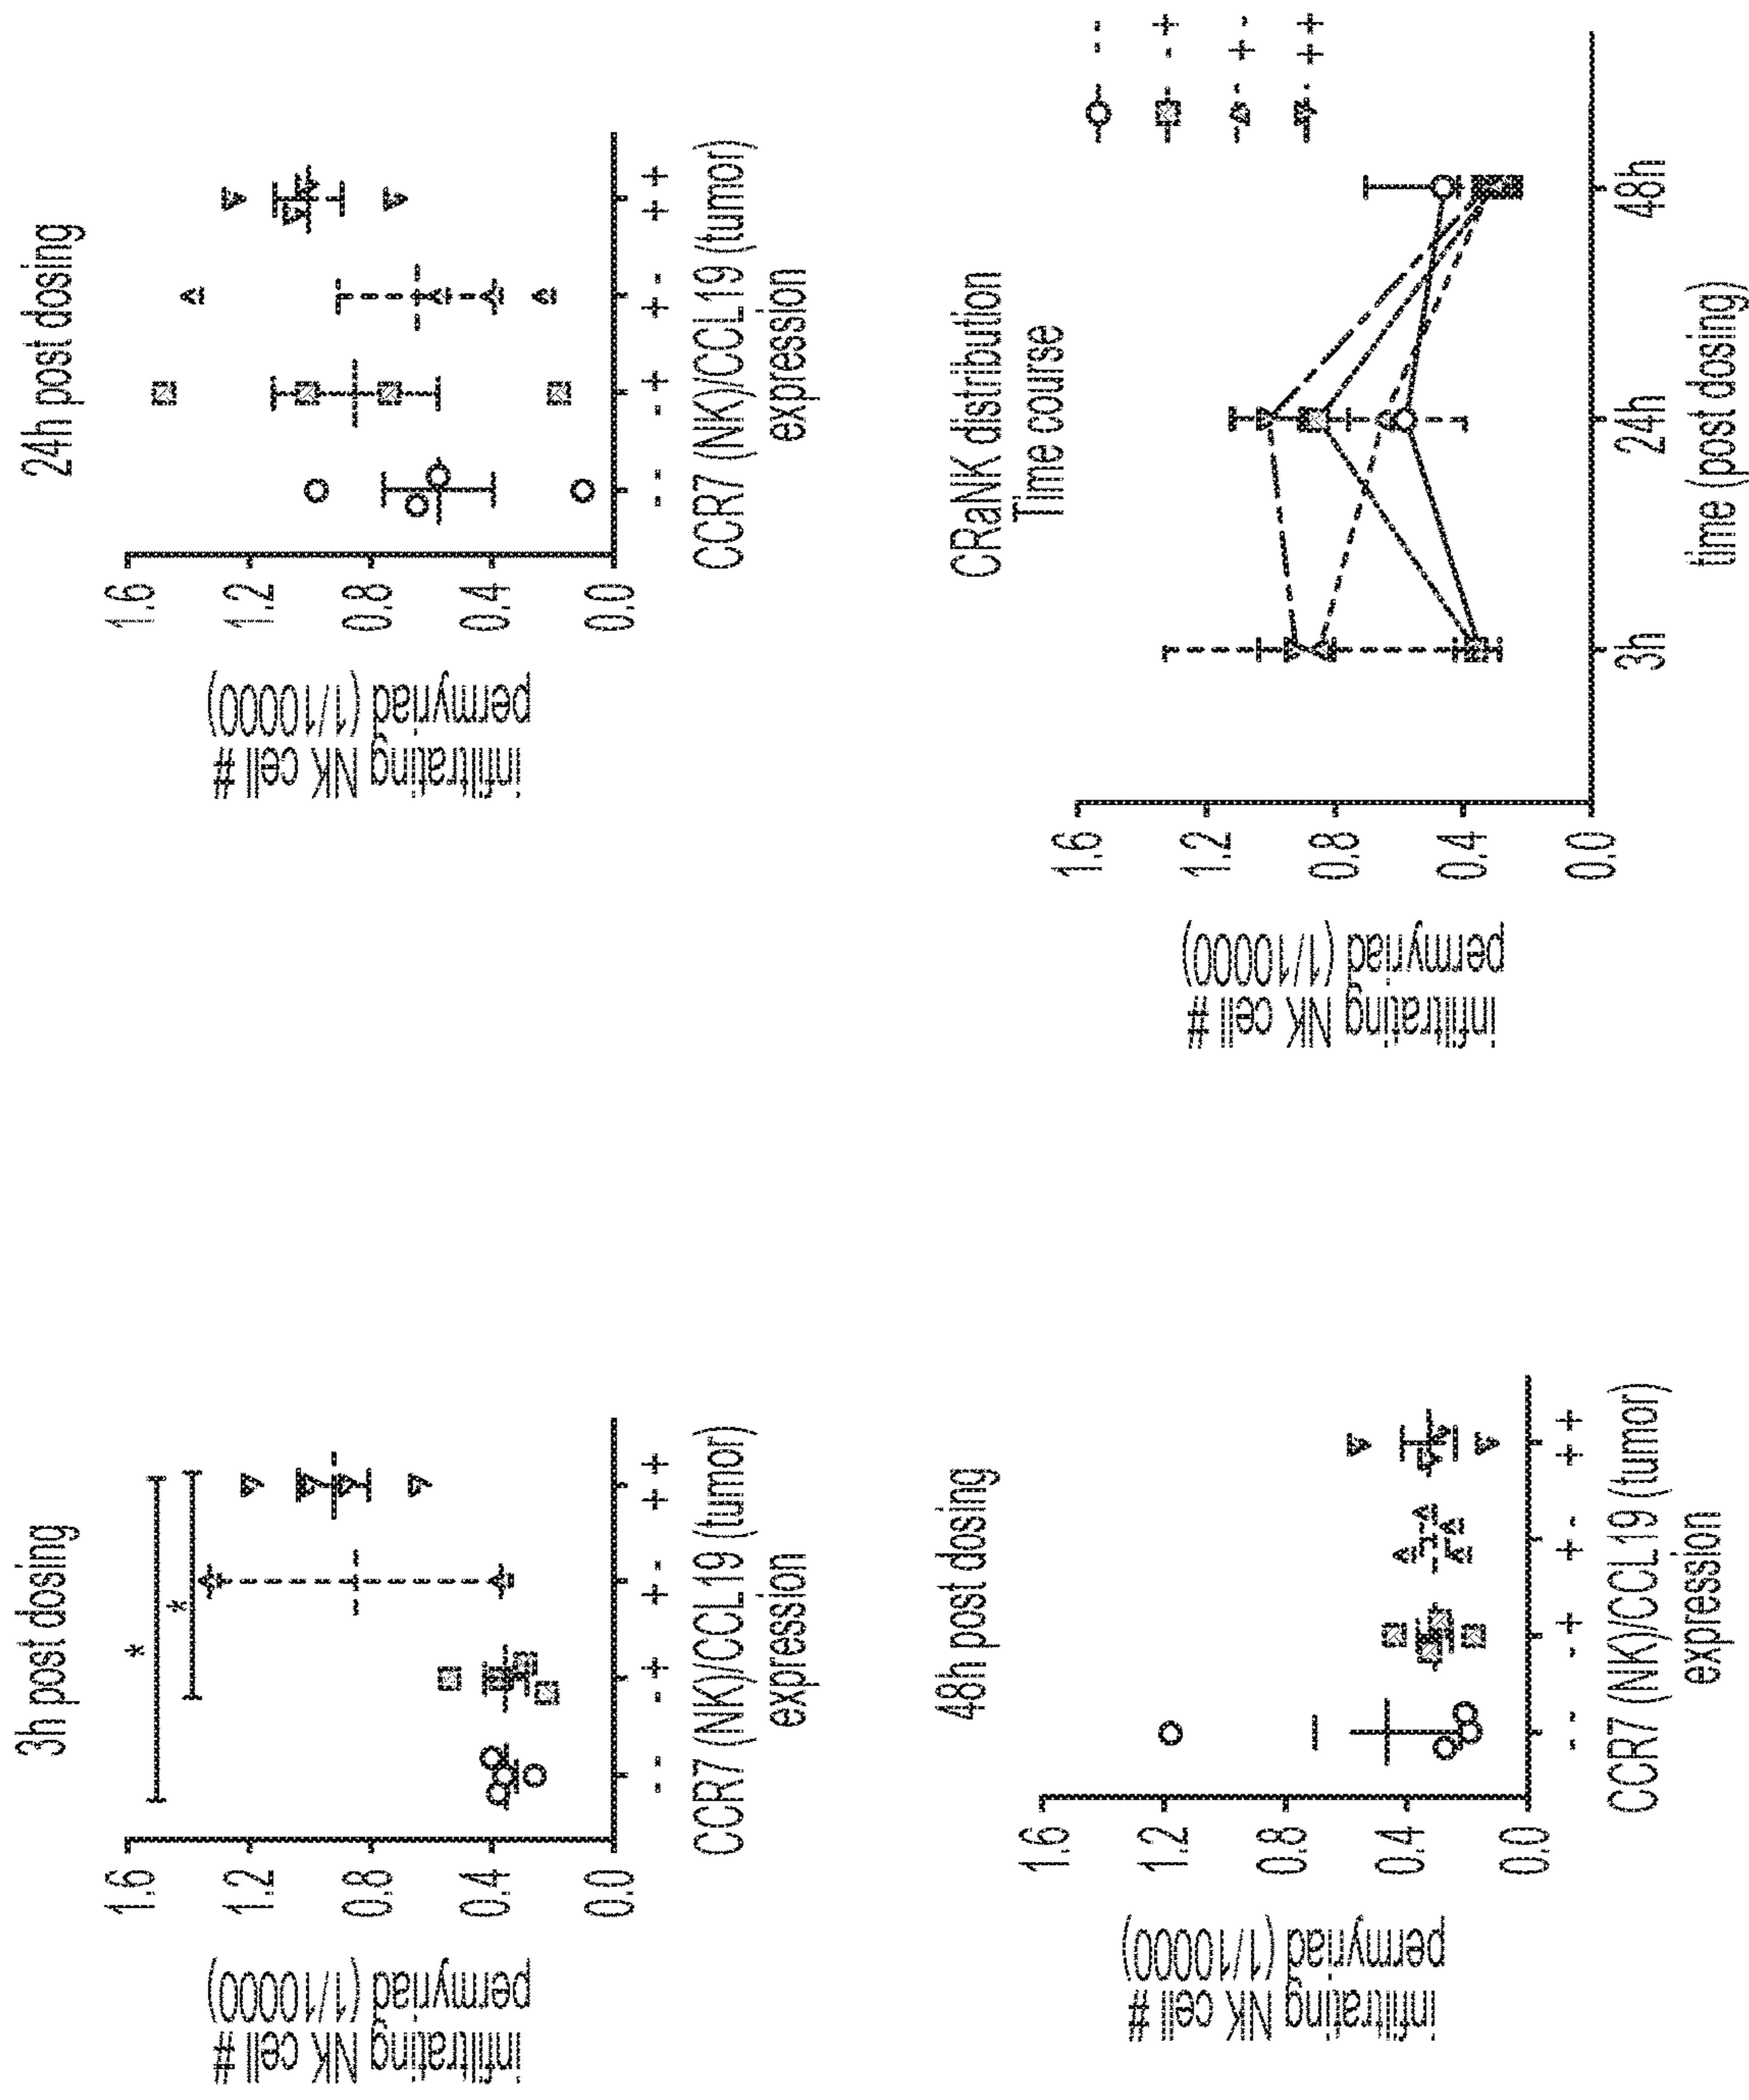 3h post dosing
* 
*
infiltrating NK cell #
permyriad (1/10000)
1.6
1.2
0.8
0.4
0.0
- - - + + - + +
CCR7 (NK)/CCL19 (tumor)
expression
24h post dosing
infiltrating NK cell #
permyriad (1/10000)
1.6
1.2
0.8
0.4
0.0
- - - + + - + +
CCR7 (NK)/CCL19 (tumor)
expression
48h post dosing
infiltrating NK cell #
permyriad (1/10000)
1.6
1.2
0.8
0.4
0.0
- - - + + - + +
CCR7 (NK)/CCL19 (tumor)
expression
CRaNK distribution
Time course
infiltrating NK cell #
permyriad (1/10000)
1.6
1.2
0.8
0.4
0.0
3h 24h 48h
time (post dosing)
- -
- +
+ -
+ +